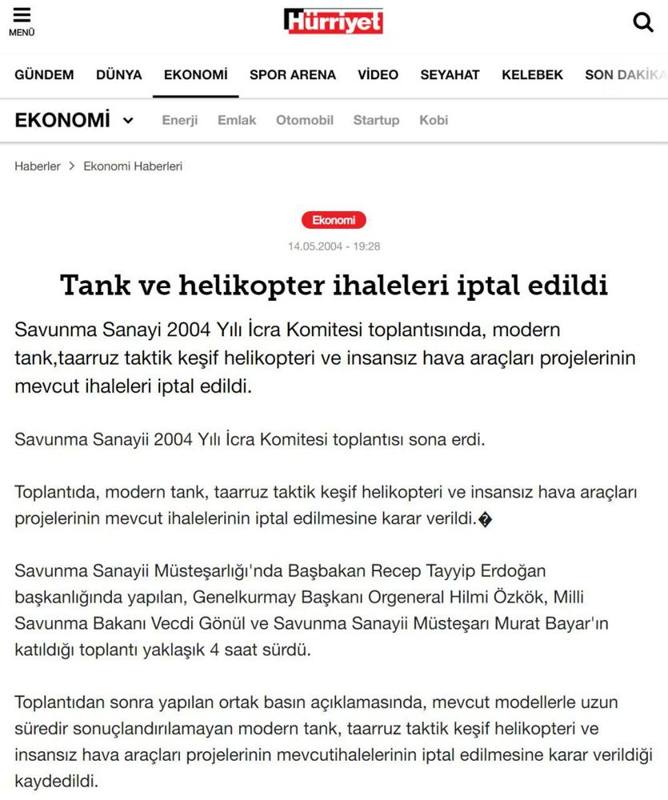 MENÜ
Hürriyet
GÜNDEM DÜNYA EKONOMİ SPOR ARENA VİDEO SEYAHAT KELEBEK SON DAKİKA
EKONOMİ Enerji Emlak Otomobil Startup Kobi
Haberler > Ekonomi Haberleri
Ekonomi
14.05.2004 - 19:28
Tank ve helikopter ihaleleri iptal edildi
Savunma Sanayi 2004 Yılı İcra Komitesi toplantısında, modern
tank,taarruz taktik keşif helikopteri ve insansız hava araçları projelerinin
mevcut ihaleleri iptal edildi.
Savunma Sanayii 2004 Yılı İcra Komitesi toplantısı sona erdi.
Toplantıda, modern tank, taarruz taktik keşif helikopteri ve insansız hava araçları
projelerinin mevcut ihalelerinin iptal edilmesine karar verildi.�
Savunma Sanayii Müsteşarlığı'nda Başbakan Recep Tayyip Erdoğan
başkanlığında yapılan, Genelkurmay Başkanı Orgeneral Hilmi Özkök, Milli
Savunma Bakanı Vecdi Gönül ve Savunma Sanayii Müsteşarı Murat Bayar'ın
katıldığı toplantı yaklaşık 4 saat sürdü.
Toplantıdan sonra yapılan ortak basın açıklamasında, mevcut modellerle uzun
süredir sonuçlandırılamayan modern tank, taarruz taktik keşif helikopteri ve
insansız hava araçları projelerinin mevcutihalelerinin iptal edilmesine karar verildiği
kaydedildi.